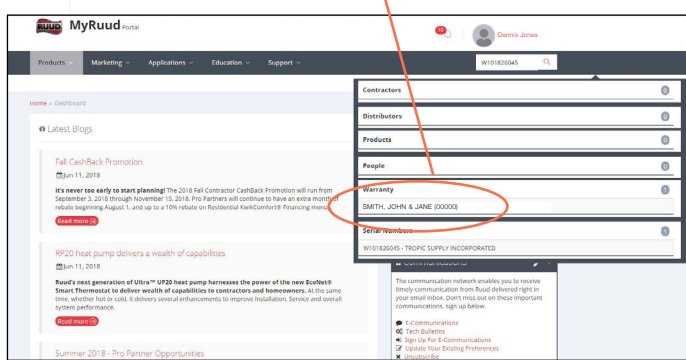 RUUD MyRuud Portal
10
Dennis Jones
Products Marketing Applications Education Support
W101826045
Home » Dashboard
Latest Blogs
Fall CashBack Promotion
Jun 11, 2018
It's never too early to start planning! The 2018 Fall Contractor CashBack Promotion will run from
September 3, 2018 through November 15, 2018. Pro Partners will continue to have an extra month of
rebate beginning August 1, and up to a 10% rebate on Residential KwikComfort® Financing menus.
Read more
RP20 heat pump delivers a wealth of capabilities
Jun 11, 2018
Ruud's next generation of Ultra™ UP20 heat pump harnesses the power of the new EcoNet®
Smart Thermostat to deliver wealth of capabilities to contractors and homeowners. At the same
time, whether hot or cold, it delivers several enhancements to improve Installation, Service and overall
system performance.
Read more
Summer 2018 - Pro Partner Opportunities
Contractors 0
Distributors 0
Products 0
People 0
Warranty 1
SMITH, JOHN & JANE (00000)
Serial Numbers 1
W101826045 - TROPIC SUPPLY INCORPORATED
Communications
The communication network enables you to receive
timely communication from Ruud delivered right in
your email inbox. Don't miss out on these important
communications, sign up below.
E-Communications
Tech Bulletins
Sign Up For E-Communications
Update Your Existing Preferences
Unsubscribe